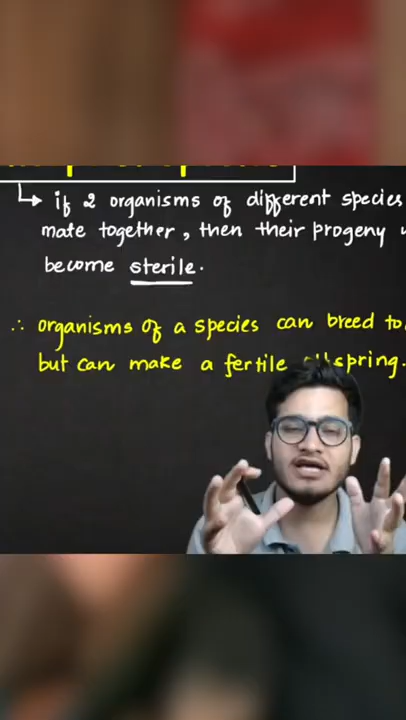 if 2 organisms of different species
mate together, then their progeny
become sterile.
∴ organisms of a species can breed
but can make a fertile offspring.